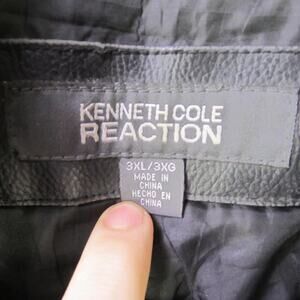 KENNETH COLE
REACTION
3XL/3XG
MADE IN
CHINA
HECHO EN
CHINA